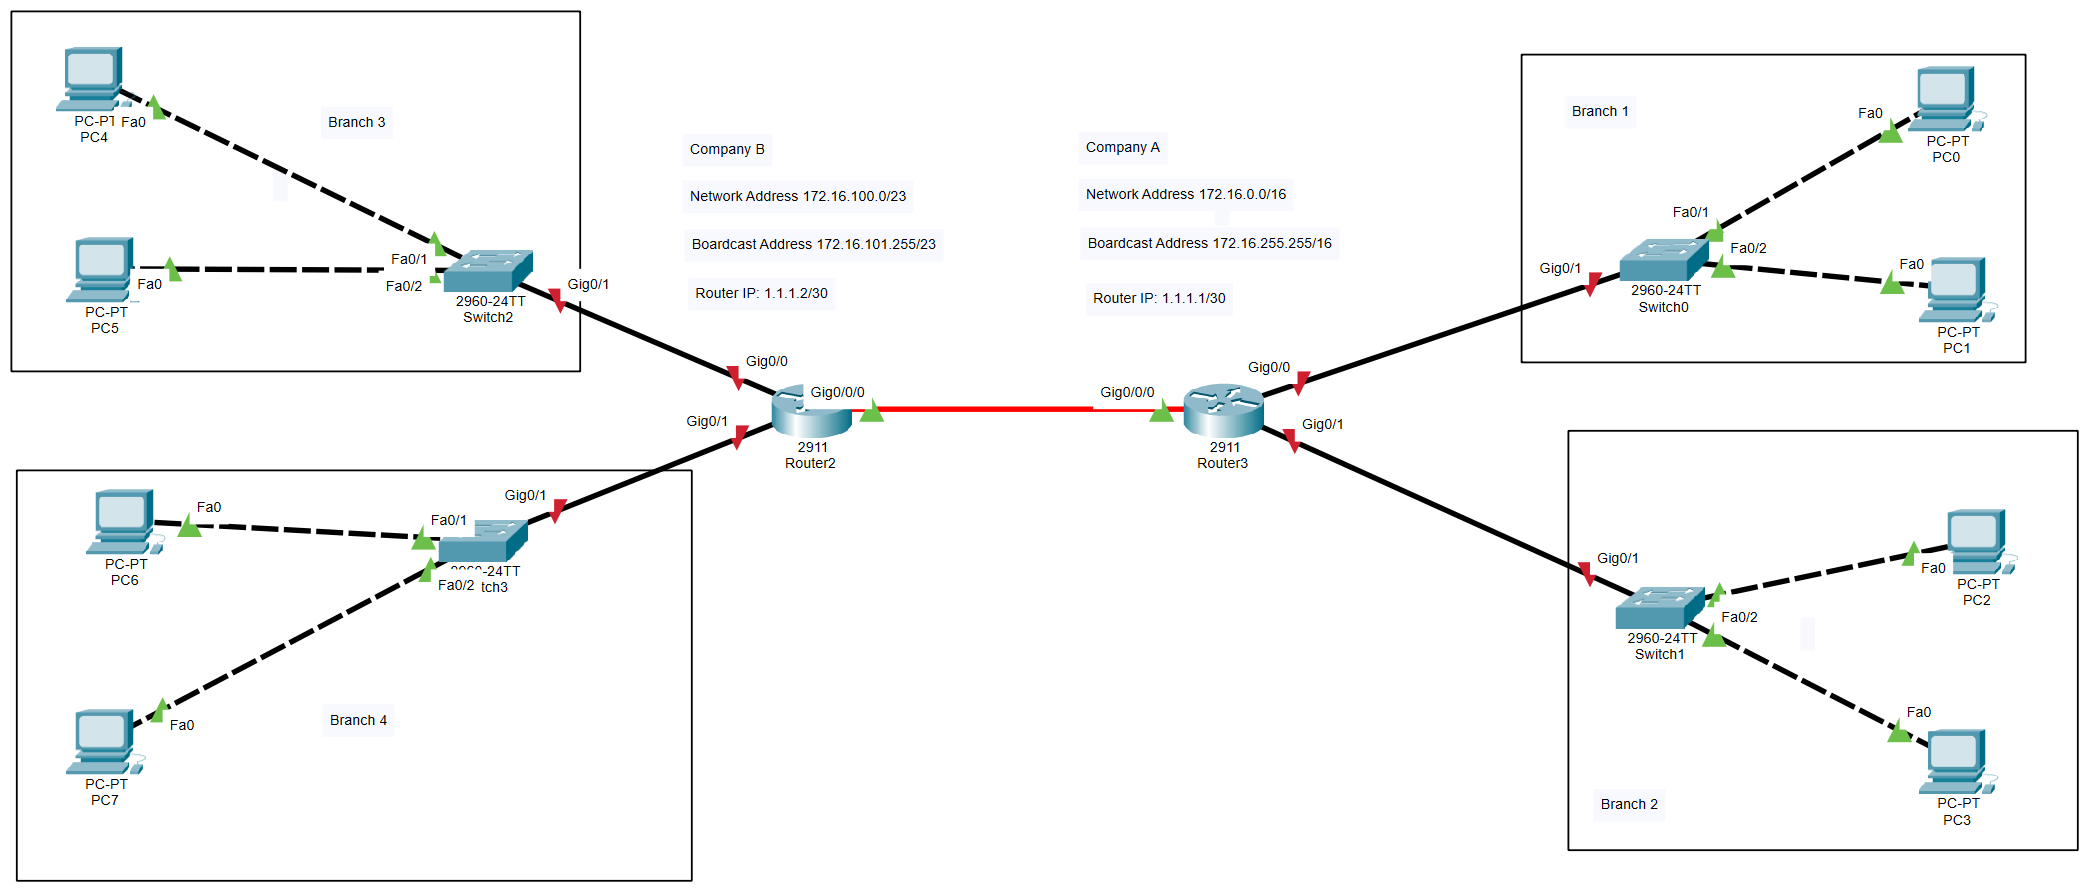 Branch 3
PC-PT
Fa0
PC4
Fa0
PC-PT
PC5
Fa0/1
Fa0/2
Gig0/1
2960-24TT
Switch2
Company B
Network Address 172.16.100.0/23
Boardcast Address 172.16.101.255/23
Router IP: 1.1.1.2/30
Company A
Network Address 172.16.0.0/16
Boardcast Address 172.16.255.255/16
Router IP: 1.1.1.1/30
Branch 1
Fa0
PC-PT
PC0
Fa0/1
Fa0/2
Fa0
Gig0/1
2960-24TT
Switch0
PC-PT
PC1
Gig0/0
Gig0/0/0
Gig0/1
2911
Router2
Gig0/0
Gig0/0/0
Gig0/1
2911
Router3
Gig0/1
Fa0
Fa0/1
PC-PT
PC6
-24TT
Fa0/2
tch3
Fa0
PC-PT
PC7
Branch 4
Gig0/1
Fa0
PC-PT
PC2
Fa0/2
2960-24TT
Switch1
Fa0
PC-PT
PC3
Branch 2